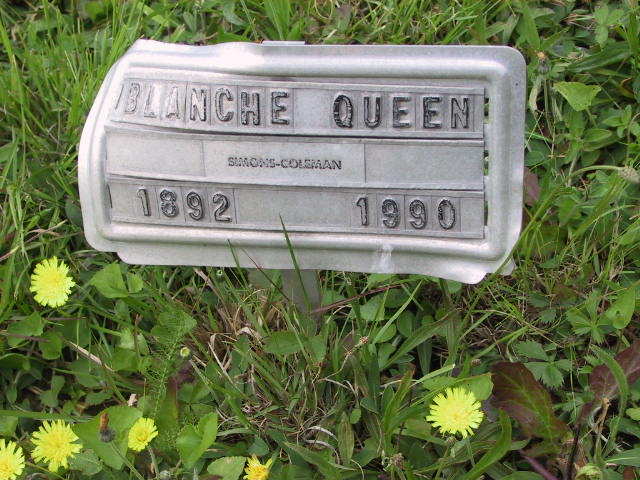 BLANCHE QUEEN
SIMONS-COLEMAN
1892 1990